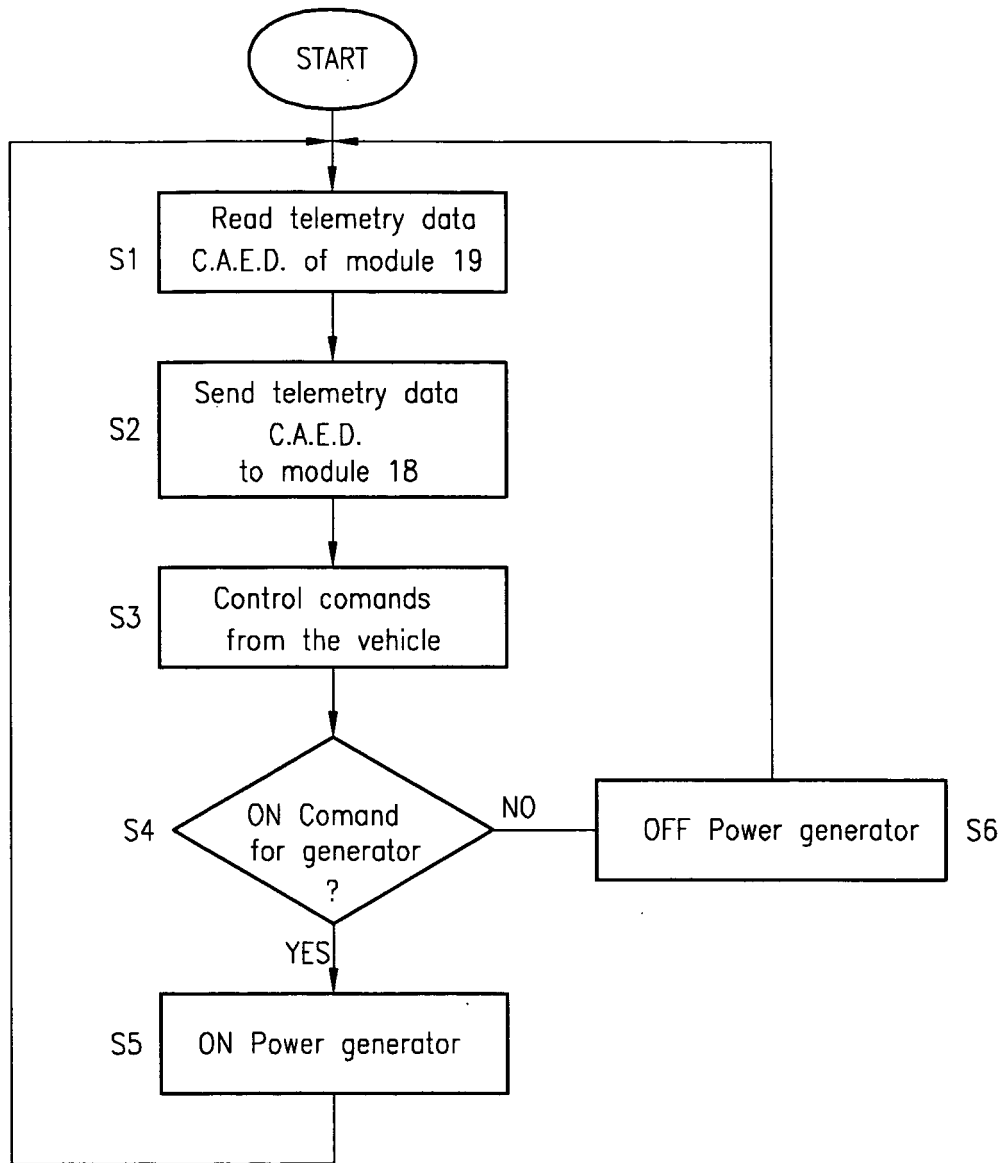 START
Read telemetry data
S1
C.A.E.D. of module 19
Send telemetry data
S2
C.A.E.D.
to module 18
Control comands
S3
from the vehicle
ON Comand
S4
for generator
?
NO
OFF Power generator
S6
YES
S5
ON Power generator